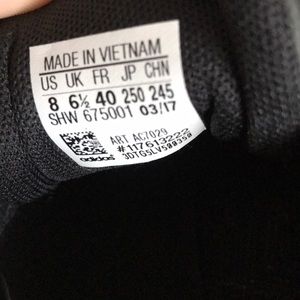 MADE IN VIETNAM
US UK FR JP CHN
8 6½ 40 250 245
SHW 675001 03/17
ART AC7029
#117613222
adidas